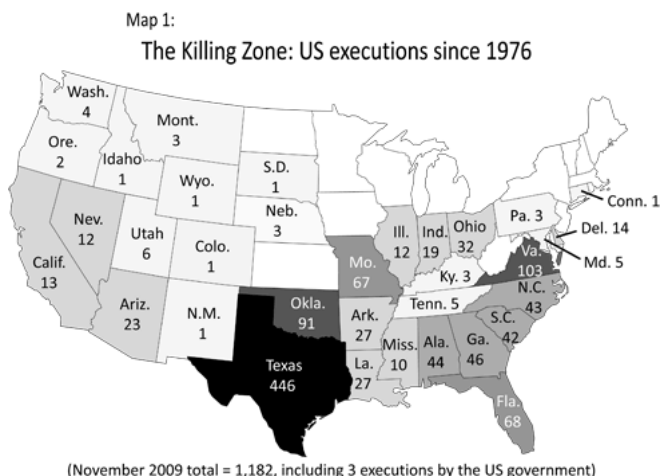 Map 1:
The Killing Zone: US executions since 1976
Wash.
4
Mont.
3
Ore.
2
Idaho
1
S.D.
1
Wyo.
1
Conn. 1
Neb.
3
Pa. 3
Nev.
12
Ill.
12
Ind.
19
Ohio
32
Del. 14
Utah
6
Colo.
1
Va.
103
Md. 5
Calif.
13
Mo.
67
Ky. 3
N.C.
43
Ariz.
23
N.M.
1
Okla.
91
Ark.
27
Tenn. 5
S.C.
42
Texas
446
La.
27
Miss.
10
Ala.
44
Ga.
46
Fla.
68
(November 2009 total = 1,182, including 3 executions by the US government)